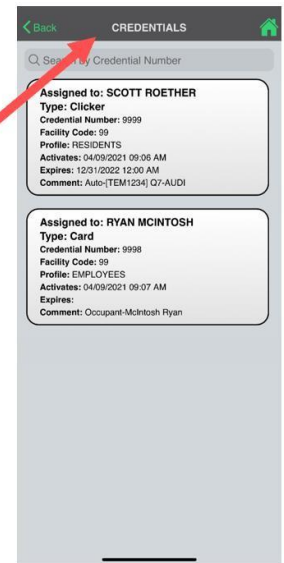 Back CREDENTIALS
Search by Credential Number
Assigned to: SCOTT ROETHER
Type: Clicker
Credential Number: 9999
Facility Code: 99
Profile: RESIDENTS
Activates: 04/09/2021 09:06 AM
Expires: 12/31/2022 12:00 AM
Comment: Auto-[TEM1234] Q7-AUDI
Assigned to: RYAN MCINTOSH
Type: Card
Credential Number: 9998
Facility Code: 99
Profile: EMPLOYEES
Activates: 04/09/2021 09:07 AM
Expires:
Comment: Occupant-McIntosh Ryan